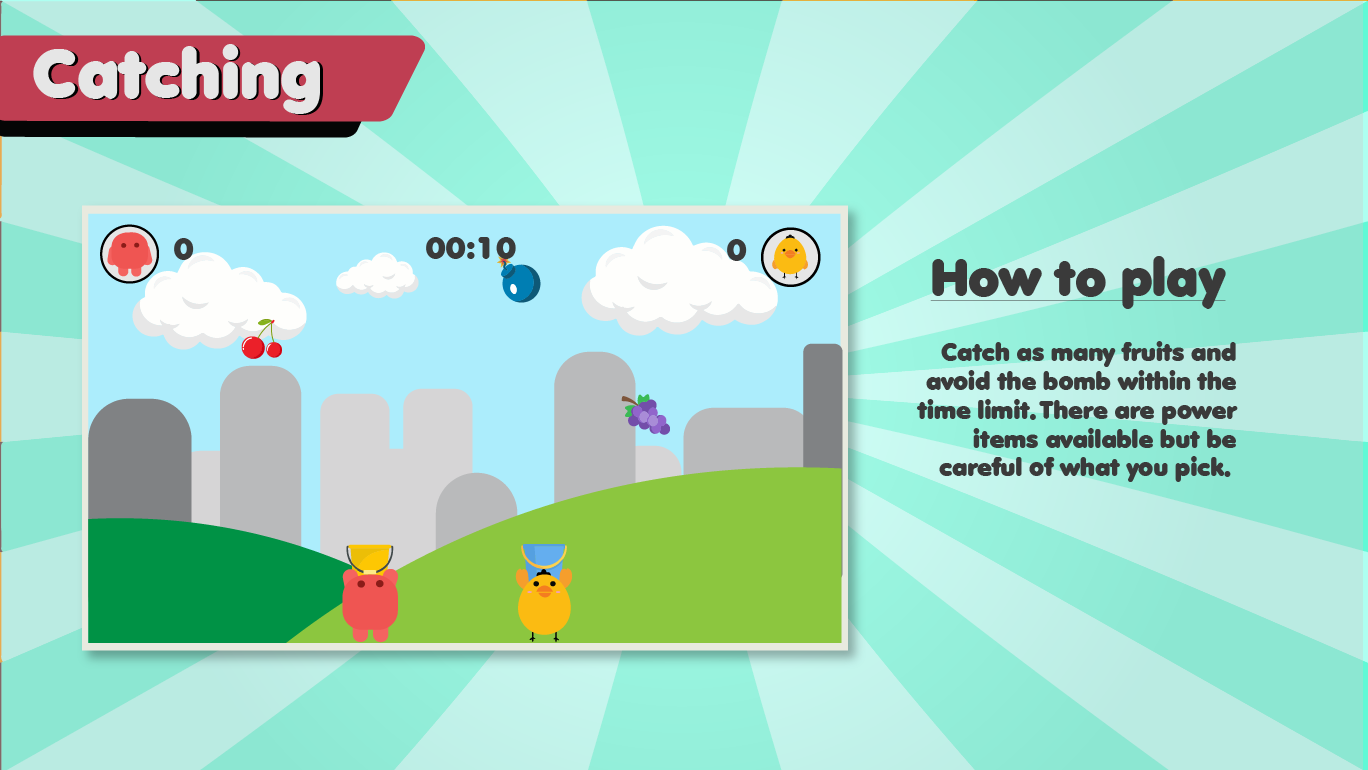 Catching
0
00:10
0
How to play
Catch as many fruits and
avoid the bomb within the
time limit. There are power
items available but be
careful of what you pick.